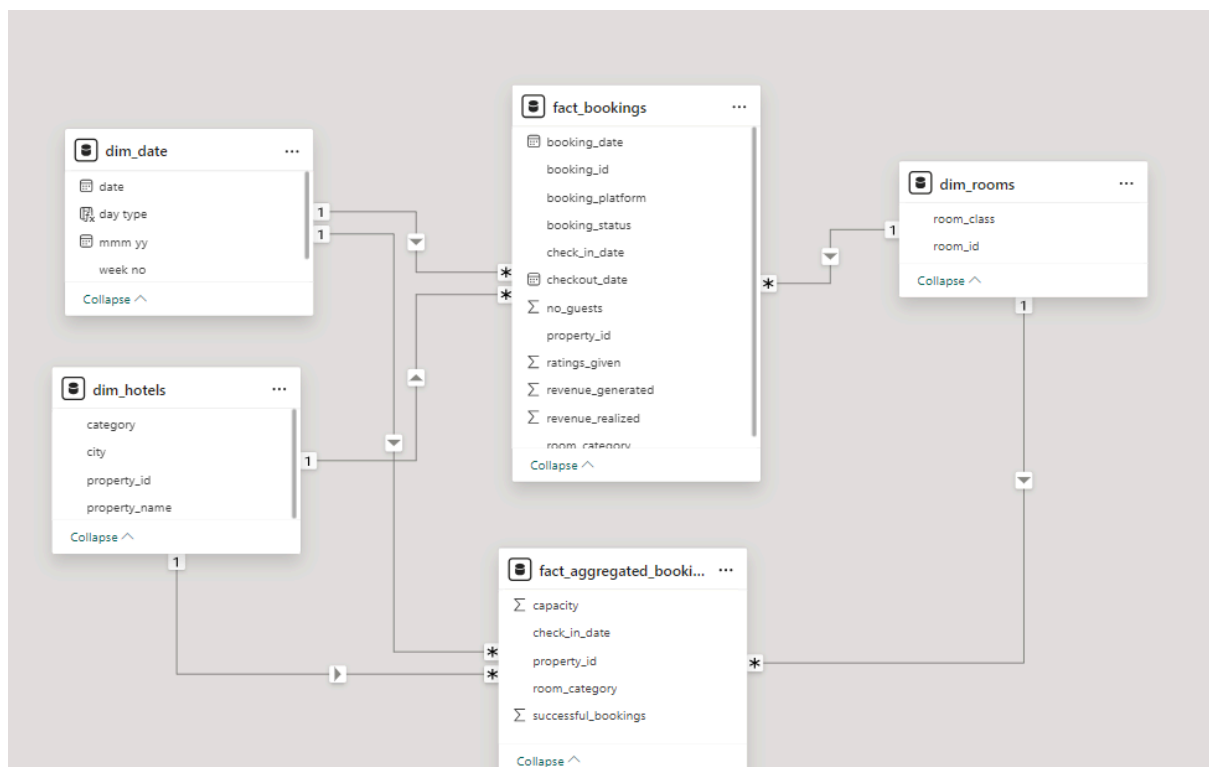 dim_date
...
date
day type
mmm yy
week no
Collapse
dim_hotels
...
category
city
property_id
property_name
Collapse
fact_bookings
...
booking_date
booking_id
booking_platform
booking_status
check_in_date
checkout_date
Σ no_guests
property_id
Σ ratings_given
Σ revenue_generated
Σ revenue_realized
room_category
Collapse
dim_rooms
...
room_class
room_id
Collapse
fact_aggregated_booki...
...
Σ capacity
check_in_date
property_id
room_category
Σ successful_bookings
Collapse
1
1
*
*
1
1
*
*
1
*
1
*